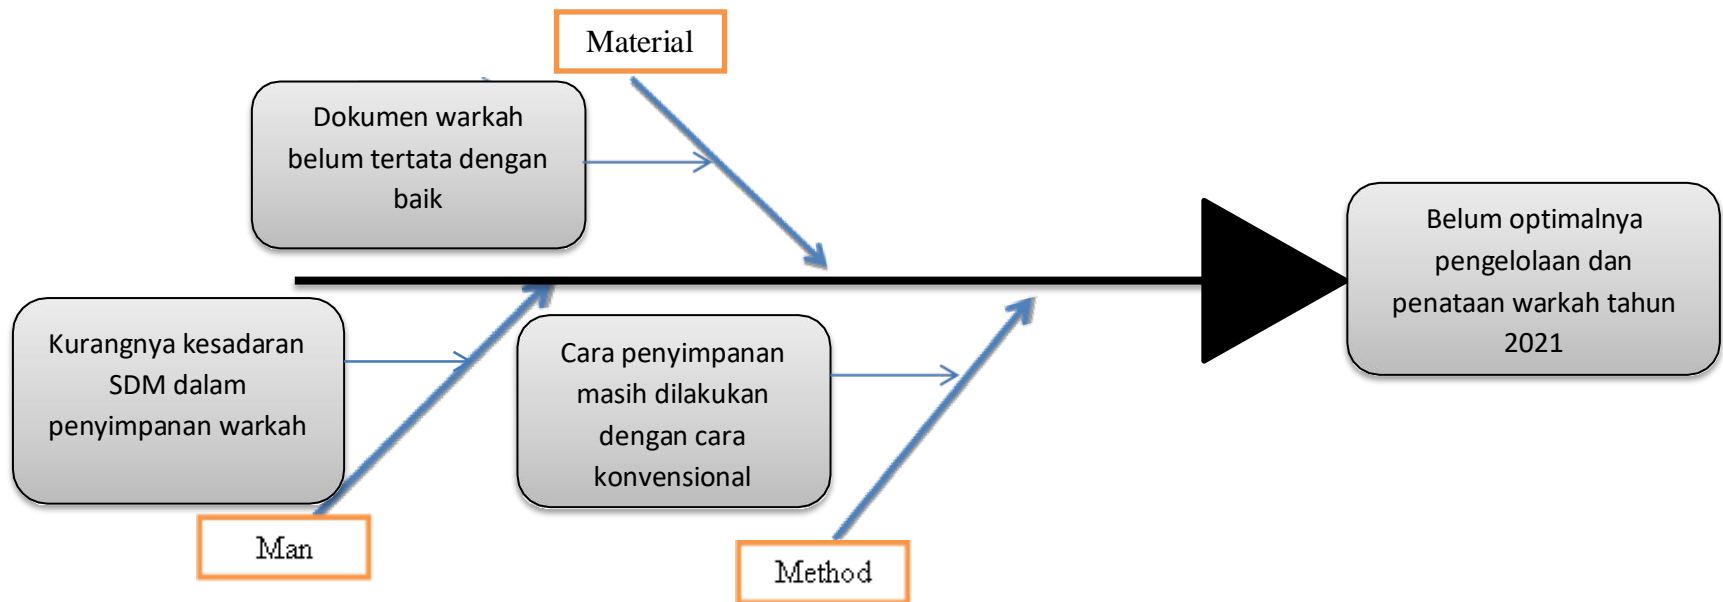 Material
Dokumen warkah
belum tertata dengan
baik
Belum optimalnya
pengelolaan dan
penataan warkah tahun
2021
Kurangnya kesadaran
SDM dalam
penyimpanan warkah
Cara penyimpanan
masih dilakukan
dengan cara
konvensional
Man
Method